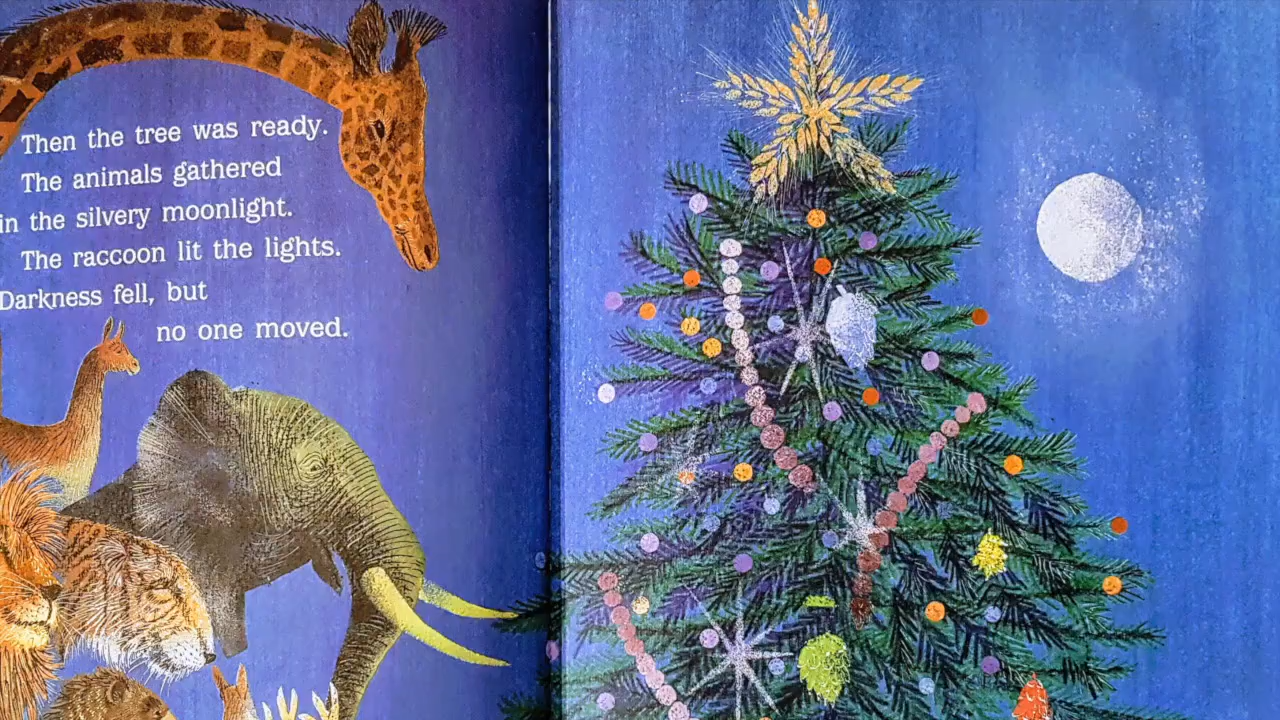 Then the tree was ready.
The animals gathered
in the silvery moonlight.
The raccoon lit the lights.
Darkness fell, but
no one moved.